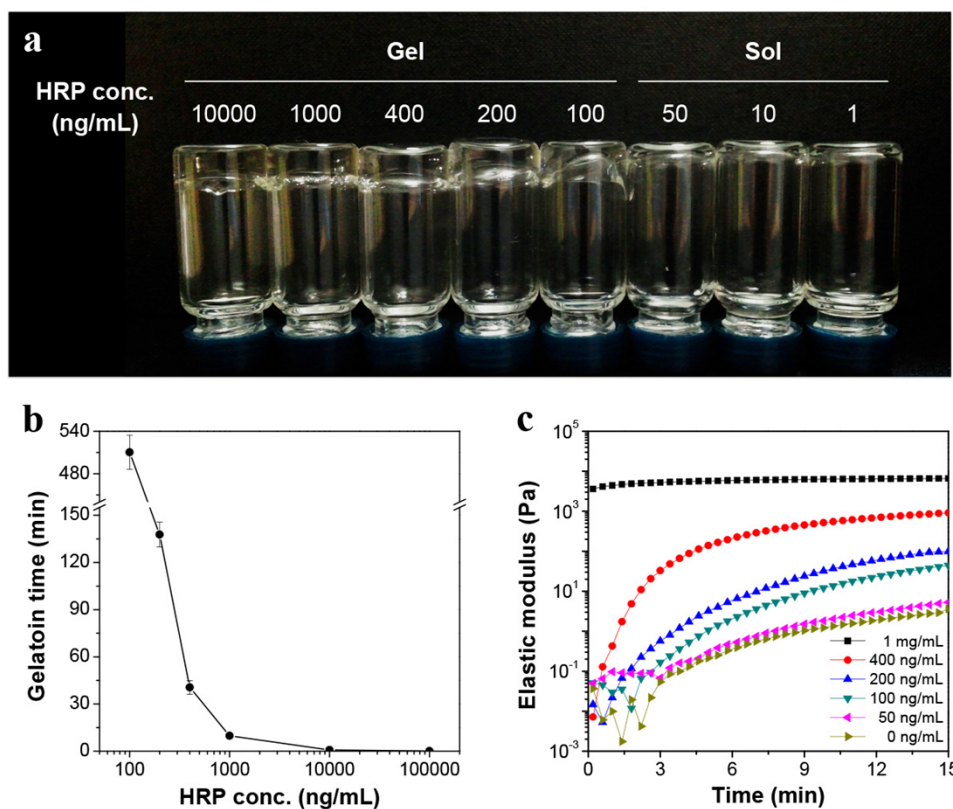 a
Gel Sol
HRP conc.
(ng/mL)
10000 1000 400 200 100 50 10 1
b
540
480
150
120
90
60
30
0
Gelatoin time (min)
100 1000 10000 100000
HRP conc. (ng/mL)
c
10^5
10^3
10^1
10^-1
10^-3
Elastic modulus (Pa)
1 mg/mL
400 ng/mL
200 ng/mL
100 ng/mL
50 ng/mL
0 ng/mL
0 3 6 9 12 15
Time (min)